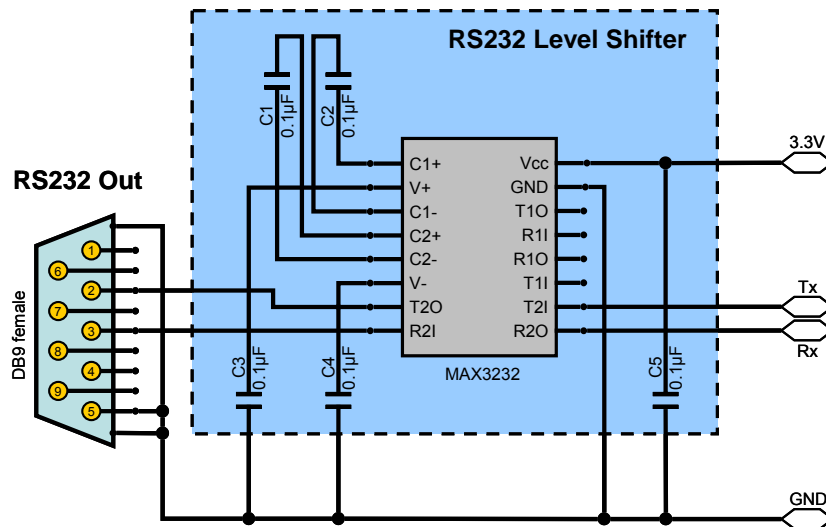 RS232 Level Shifter
C1
0.1µF
C2
0.1µF
3.3V
RS232 Out
C1+
V+
C1-
C2+
C2-
V-
T2O
R2I
Vcc
GND
T1O
R1I
R1O
T1I
T2I
R2O
MAX3232
DB9 female
1
6
2
7
3
8
4
9
5
C3
0.1µF
C4
0.1µF
C5
0.1µF
Tx
Rx
GND